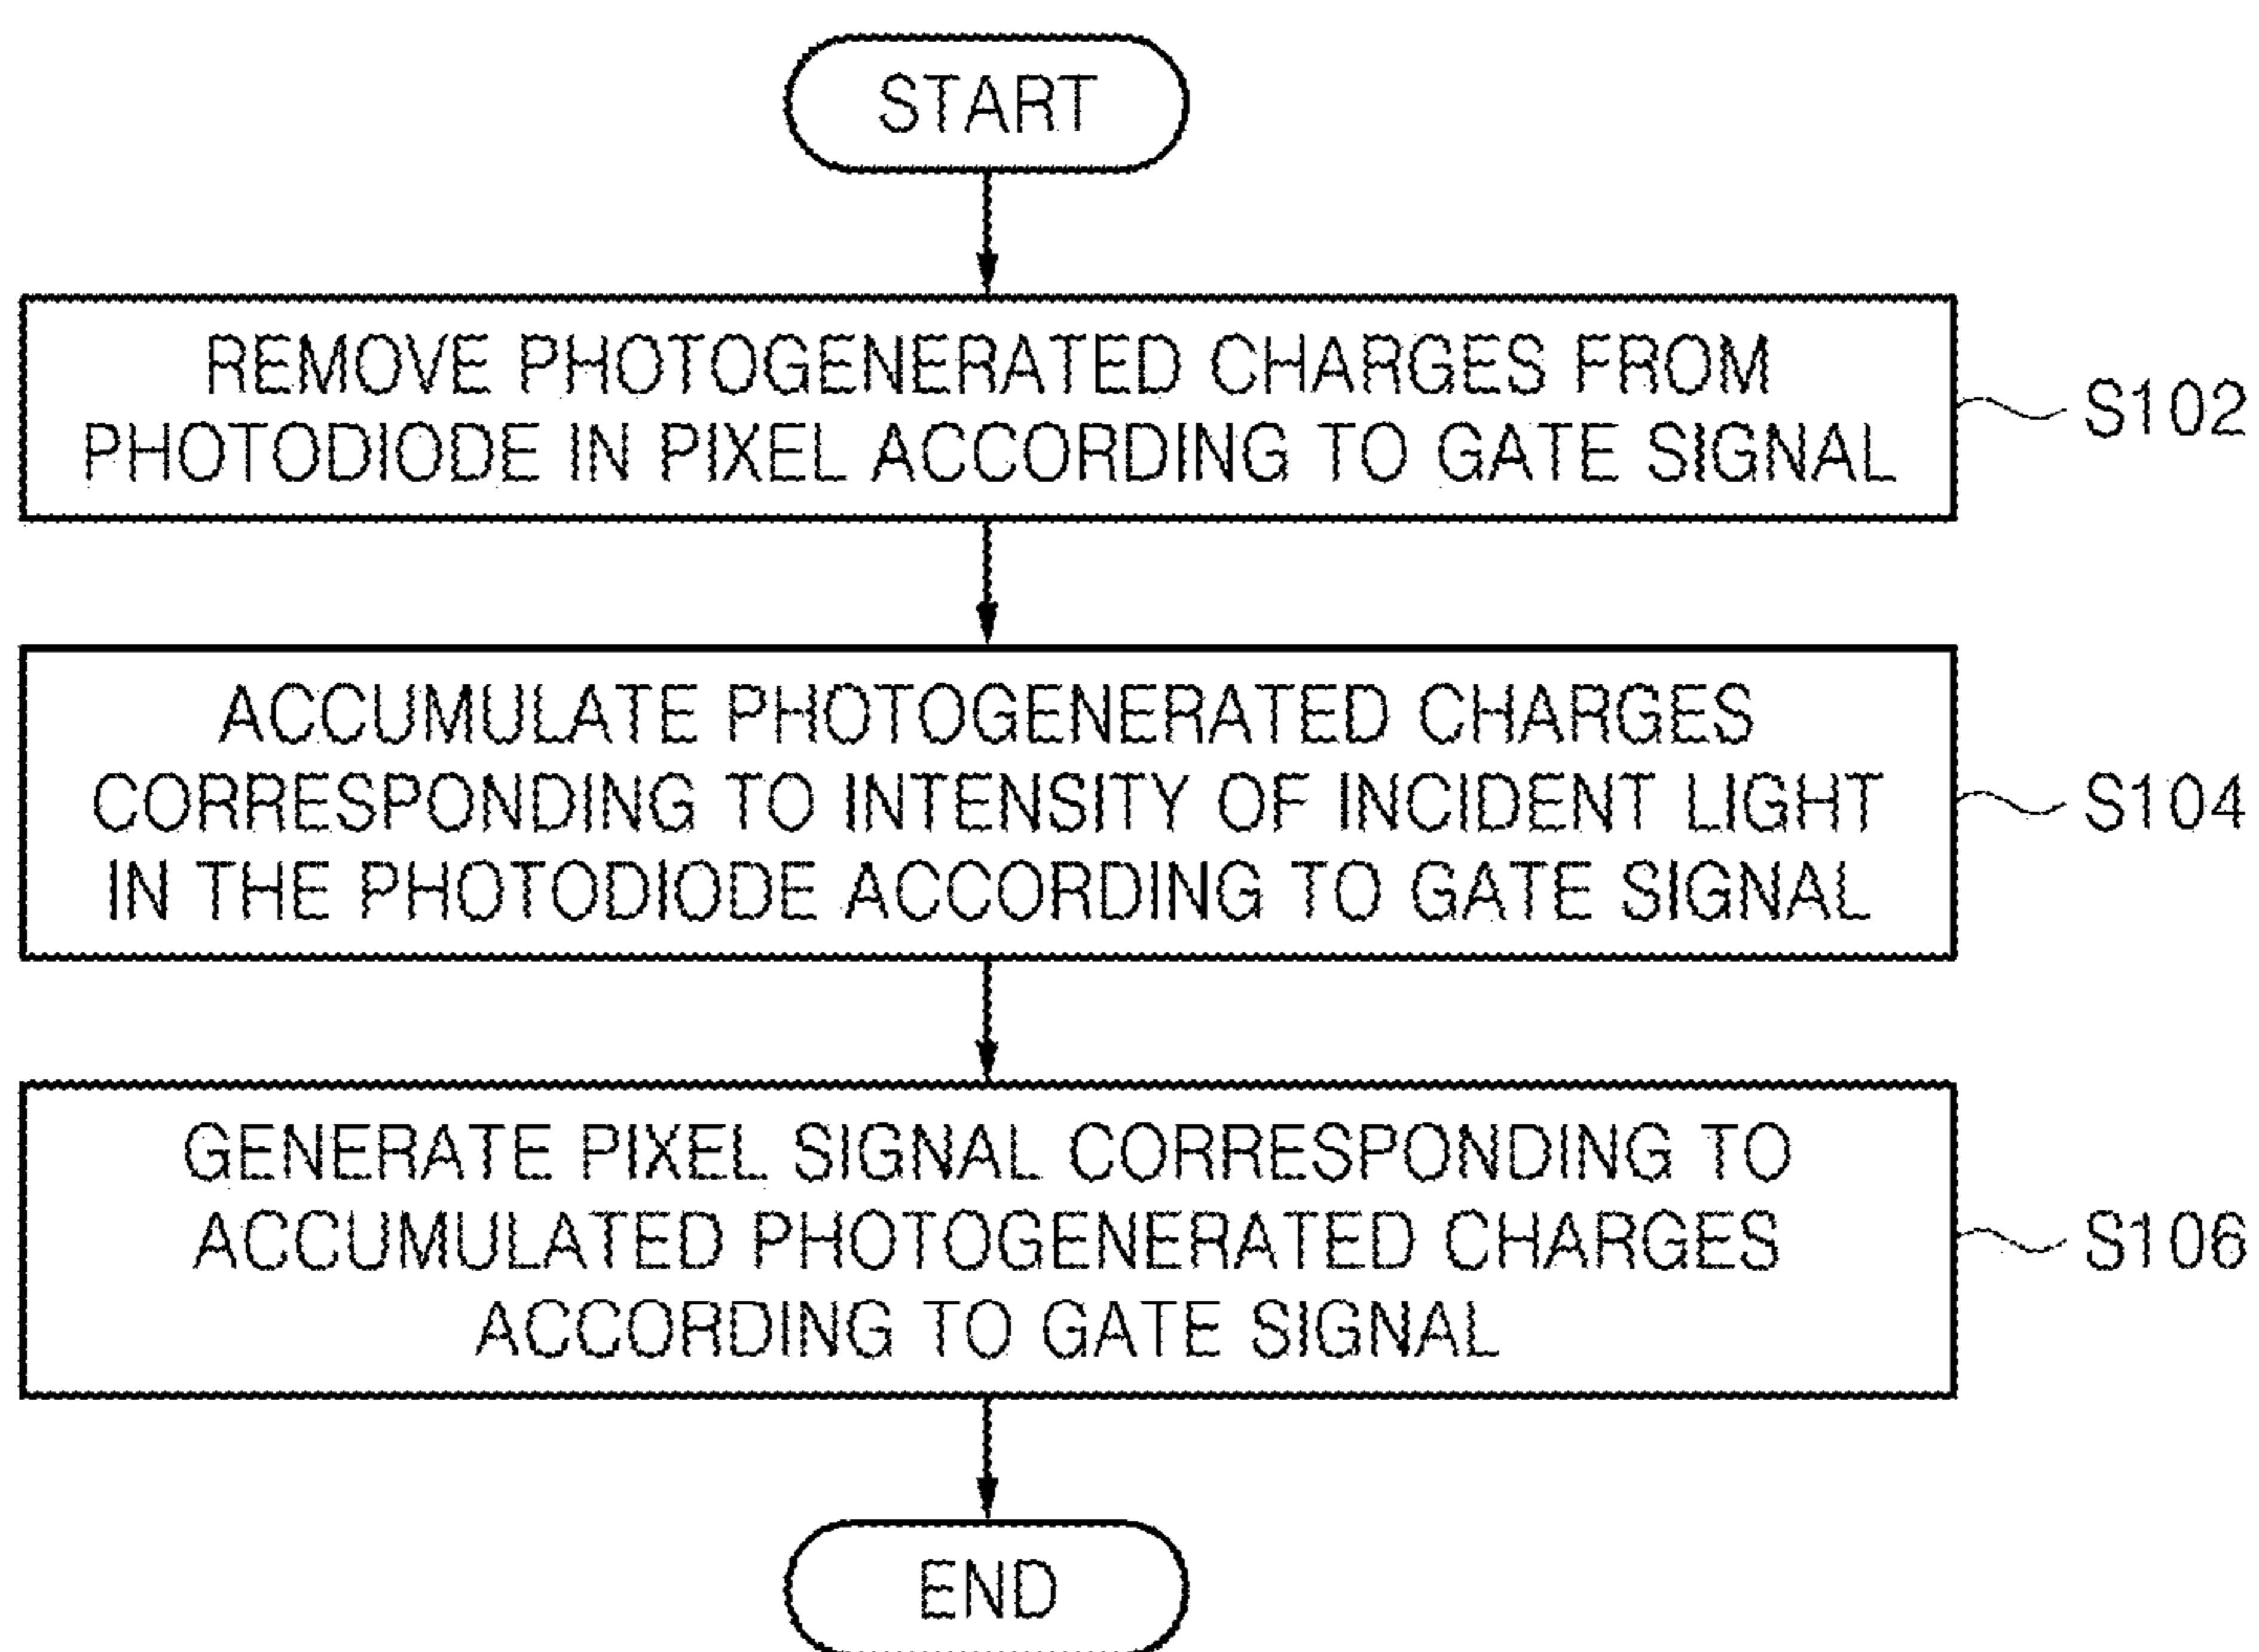 START
REMOVE PHOTOGENERATED CHARGES FROM
PHOTODIODE IN PIXEL ACCORDING TO GATE SIGNAL
S102
ACCUMULATE PHOTOGENERATED CHARGES
CORRESPONDING TO INTENSITY OF INCIDENT LIGHT
IN THE PHOTODIODE ACCORDING TO GATE SIGNAL
S104
GENERATE PIXEL SIGNAL CORRESPONDING TO
ACCUMULATED PHOTOGENERATED CHARGES
ACCORDING TO GATE SIGNAL
S106
END